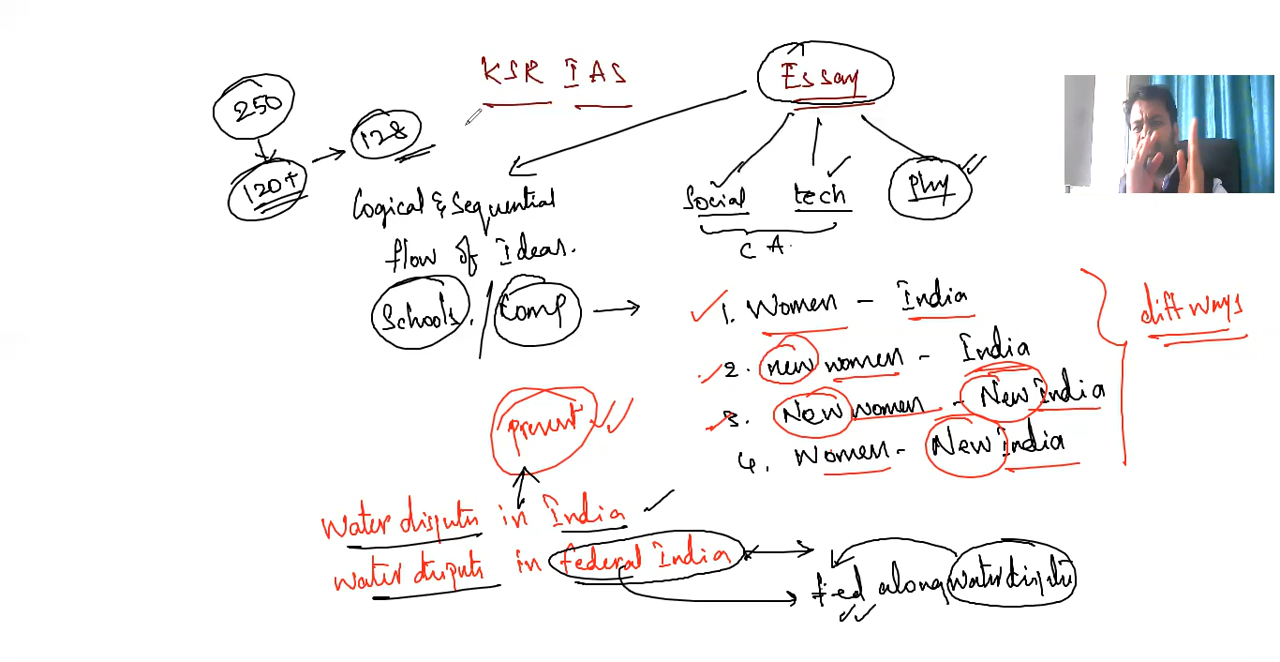 KSR IAS
Essay
250
120+
128
Social
tech
Phy
C A.
Logical & Sequential
flow of Ideas.
Schools. / Comp
1. Women - India
2. new women - India
3. New women - New India
4. Women - New India
diff ways
present
Water disputes in India
water disputes in federal India
fed along water dispute